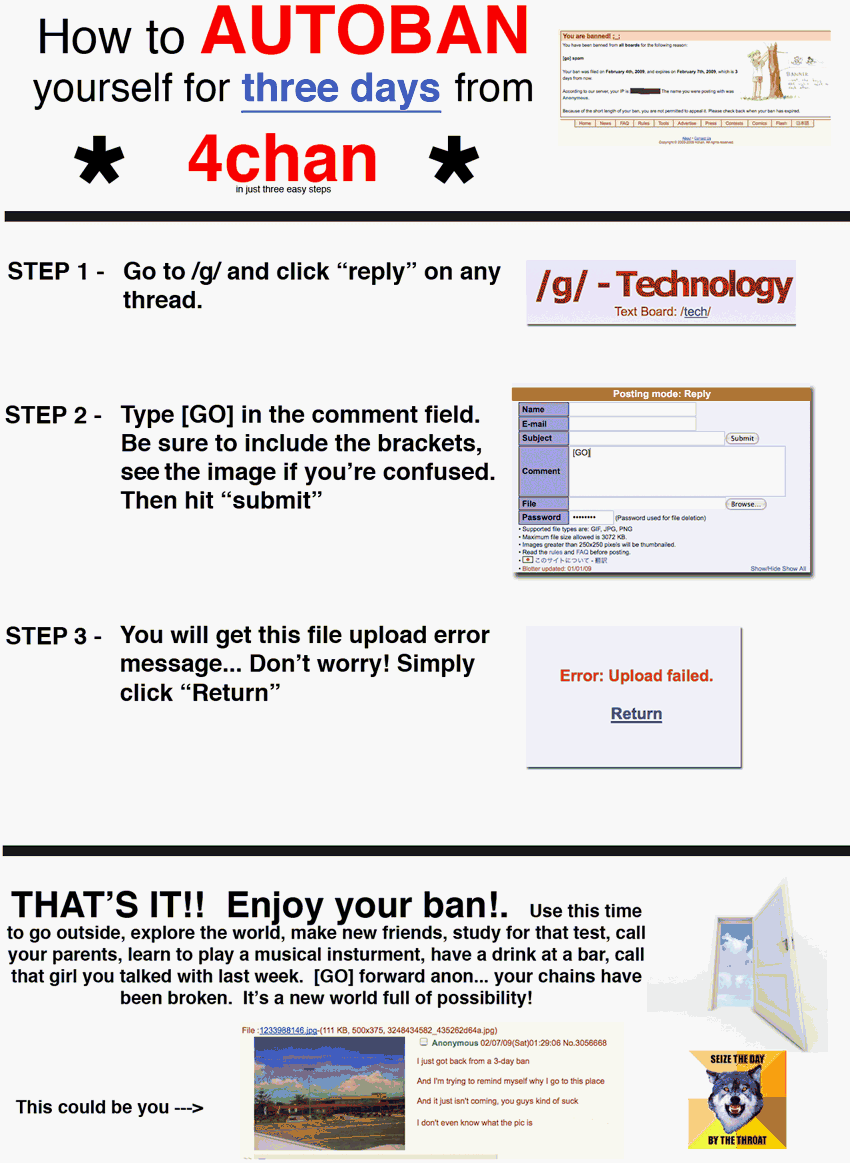 How to AUTOBAN
yourself for three days from
* 4chan *
in just three easy steps
You are banned! ;_;
You have been banned from all boards for the following reason:
[go] spam
Your ban was filed on February 4th, 2009, and expires on February 7th, 2009, which is 3
days from now.
According to our server, your IP is The name you were posting with was
Anonymous.
Because of the short length of your ban, you are not permitted to appeal it. Please check back when your ban has expired.
Home News FAQ Rules Tools Advertise Press Contests Comics Flash 日本語
About • Contact Us
STEP 1 - Go to /g/ and click “reply” on any
thread.
/g/ - Technology
Text Board: /tech/
STEP 2 - Type [GO] in the comment field.
Be sure to include the brackets,
see the image if you’re confused.
Then hit “submit”
Posting mode: Reply
Name
E-mail
Subject Submit
Comment [GO]
File Browse...
Password •••••••• (Password used for file deletion)
• Supported file types are: GIF, JPG, PNG
• Maximum file size allowed is 3072 KB.
• Images greater than 250x250 pixels will be thumbnailed.
• Read the rules and FAQ before posting.
• このサイトについて - 翻訳
• Blotter updated: 01/01/09 Show/Hide Show All
STEP 3 - You will get this file upload error
message... Don’t worry! Simply
click “Return”
Error: Upload failed.
Return
THAT’S IT!! Enjoy your ban!. Use this time
to go outside, explore the world, make new friends, study for that test, call
your parents, learn to play a musical insturment, have a drink at a bar, call
that girl you talked with last week. [GO] forward anon... your chains have
been broken. It’s a new world full of possibility!
File :1233988146.jpg-(111 KB, 500x375, 3248434582_435262d64a.jpg)
Anonymous 02/07/09(Sat)01:29:06 No.3056668
I just got back from a 3-day ban
And I'm trying to remind myself why I go to this place
And it just isn't coming, you guys kind of suck
I don't even know what the pic is
This could be you --->
SEIZE THE DAY
BY THE THROAT